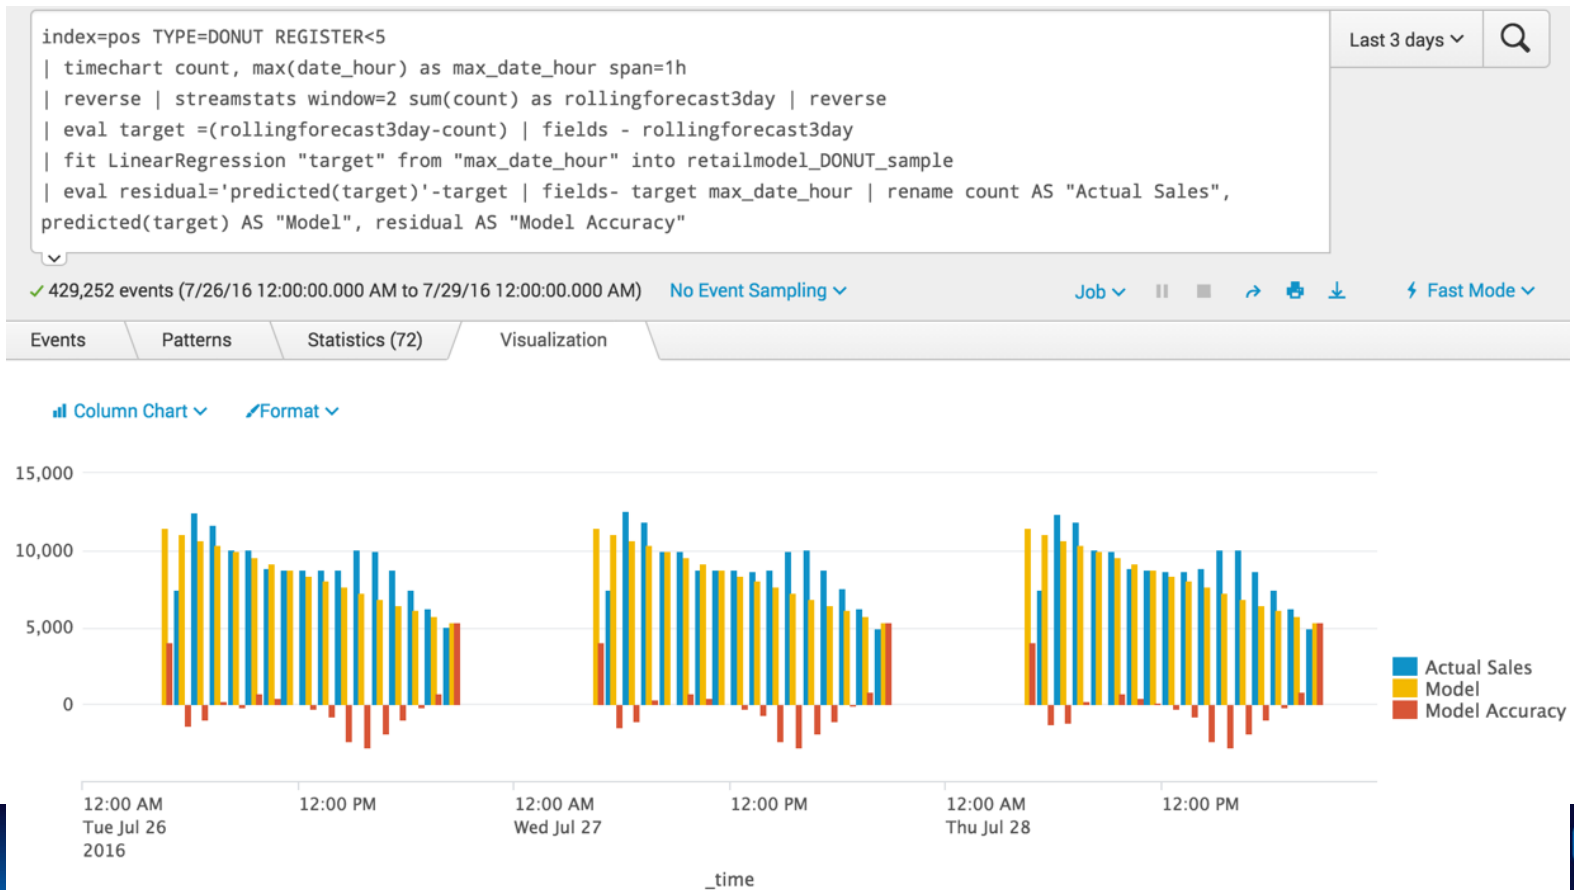 index=pos TYPE=DONUT REGISTER<5
| timechart count, max(date_hour) as max_date_hour span=1h
| reverse | streamstats window=2 sum(count) as rollingforecast3day | reverse
| eval target =(rollingforecast3day-count) | fields - rollingforecast3day
| fit LinearRegression "target" from "max_date_hour" into retailmodel_DONUT_sample
| eval residual='predicted(target)'-target | fields- target max_date_hour | rename count AS "Actual Sales",
predicted(target) AS "Model", residual AS "Model Accuracy"
Last 3 days
429,252 events (7/26/16 12:00:00.000 AM to 7/29/16 12:00:00.000 AM) No Event Sampling Job Fast Mode
Events Patterns Statistics (72) Visualization
Column Chart Format
15,000
10,000
5,000
0
Actual Sales
Model
Model Accuracy
12:00 AM 12:00 PM 12:00 AM 12:00 PM 12:00 AM 12:00 PM
Tue Jul 26 Wed Jul 27 Thu Jul 28
2016
_time